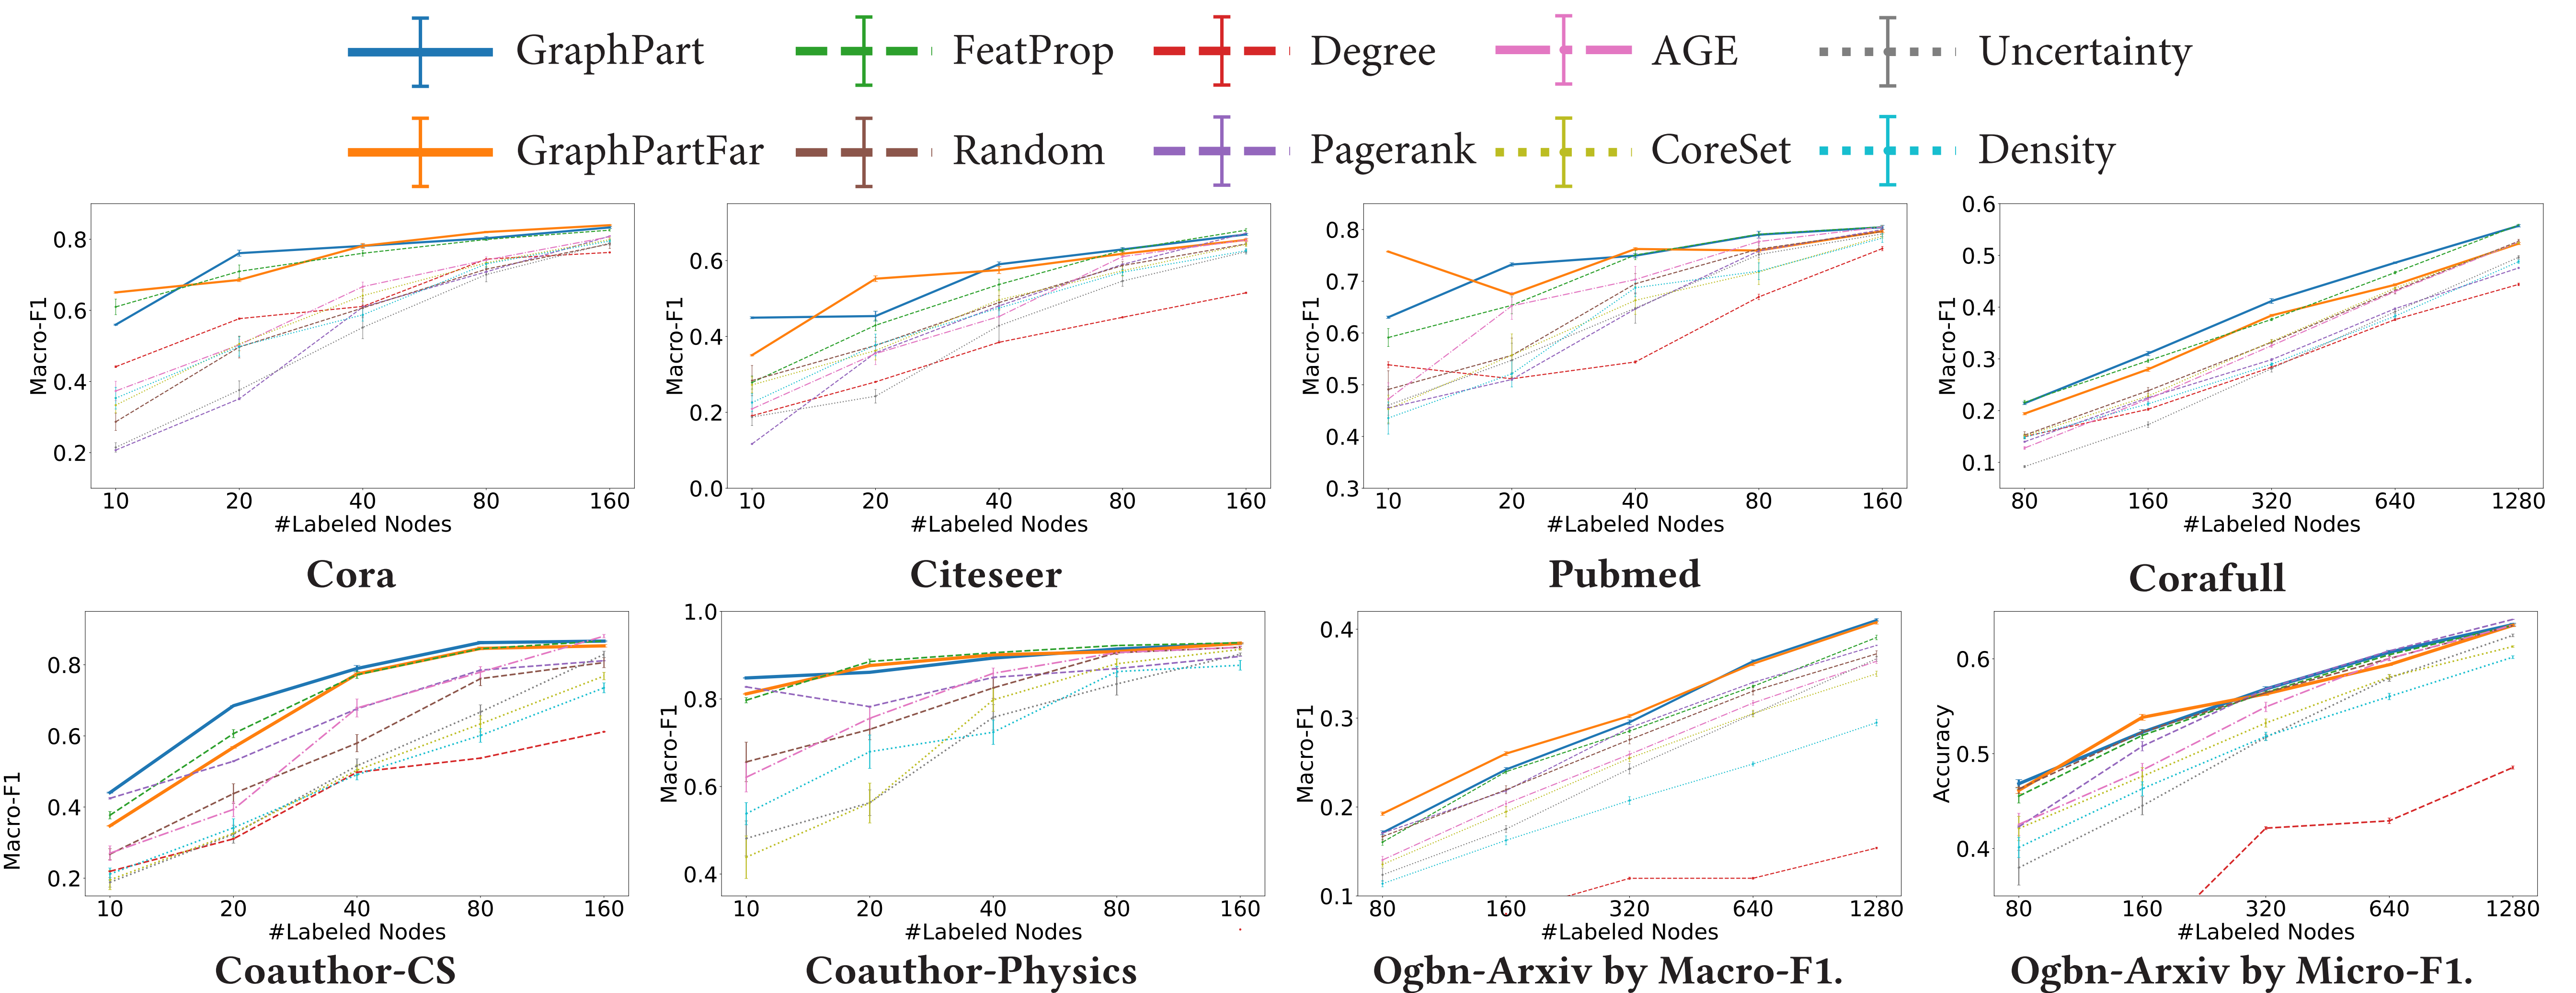 GraphPart FeatProp Degree AGE Uncertainty
GraphPartFar Random Pagerank CoreSet Density
Macro-F1
0.8
0.6
0.4
0.2
10 20 40 80 160
#Labeled Nodes
Cora
Macro-F1
0.6
0.4
0.2
0.0
10 20 40 80 160
#Labeled Nodes
Citeseer
Macro-F1
0.8
0.7
0.6
0.5
0.4
0.3
10 20 40 80 160
#Labeled Nodes
Pubmed
Macro-F1
0.6
0.5
0.4
0.3
0.2
0.1
80 160 320 640 1280
#Labeled Nodes
Corafull
Macro-F1
0.8
0.6
0.4
0.2
10 20 40 80 160
#Labeled Nodes
Coauthor-CS
Macro-F1
1.0
0.8
0.6
0.4
10 20 40 80 160
#Labeled Nodes
Coauthor-Physics
Macro-F1
0.4
0.3
0.2
0.1
80 160 320 640 1280
#Labeled Nodes
Ogbn-Arxiv by Macro-F1.
Accuracy
0.6
0.5
0.4
80 160 320 640 1280
#Labeled Nodes
Ogbn-Arxiv by Micro-F1.